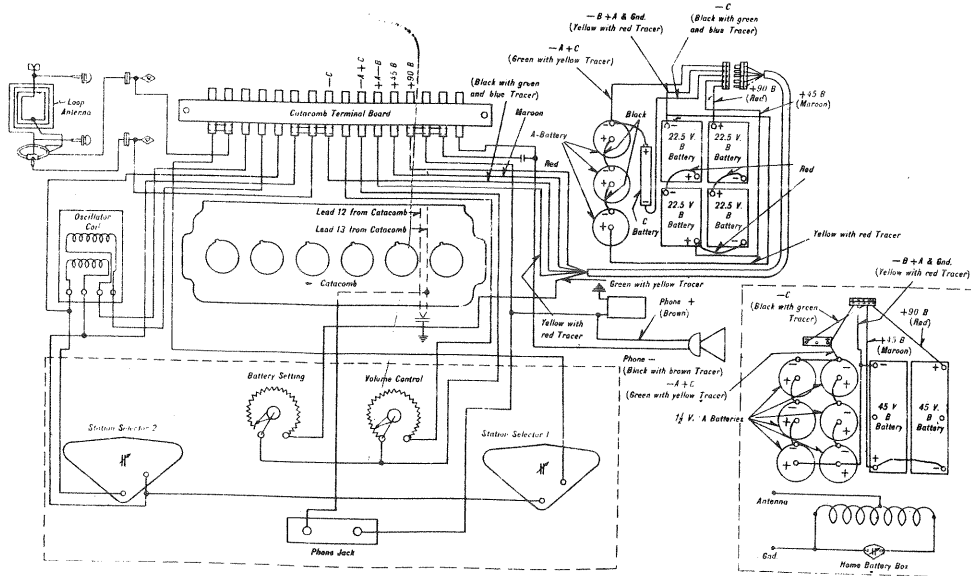 Loop
Antenna
-C
-A+C
+A-B
+45 B
+90 B
Catacomb Terminal Board
(Black with green
and blue Tracer)
Maroon
A-Battery
Red
-A+C
(Green with yellow Tracer)
-B+A & Gnd.
(Yellow with red Tracer)
-C
(Black with green
and blue Tracer)
+90 B
(Red)
+45 B
(Maroon)
Black
C
Battery
22.5 V.
B
Battery
22.5 V.
B
Battery
22.5 V.
B
Battery
22.5 V.
B
Battery
Red
Yellow with red Tracer
Green with yellow Tracer
Yellow with
red Tracer
Phone +
(Brown)
Phone -
(Black with brown Tracer)
Oscillator
Coil
Lead 12 from Catacomb
Lead 13 from Catacomb
Catacomb
Battery Setting
Volume Control
Station Selector 2
Station Selector 1
Phone Jack
-B+A & Gnd.
(Yellow with red Tracer)
-C
(Black with green
Tracer)
+90 B
(Red)
+45 B
(Maroon)
-A+C
(Green with yellow Tracer)
1½ V. A Batteries
45 V
B
Battery
45 V.
B
Battery
Antenna
Gnd.
Home Battery Box